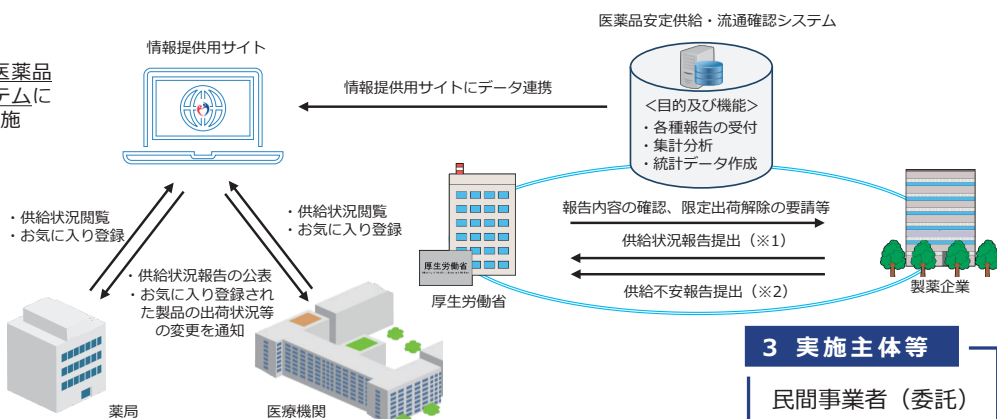 医薬品安定供給・流通確認システム
情報提供用サイト
医薬品
テムに
施
情報提供用サイトにデータ連携
＜目的及び機能＞
・各種報告の受付
・集計分析
・統計データ作成
・供給状況閲覧
・お気に入り登録
・供給状況閲覧
・お気に入り登録
報告内容の確認、限定出荷解除の要請等
供給状況報告提出（※1）
供給不安報告提出（※2）
厚生労働省
厚生労働省
製薬企業
・供給状況報告の公表
・お気に入り登録され
た製品の出荷状況等
の変更を通知
薬局
医療機関
3 実施主体等
民間事業者（委託）